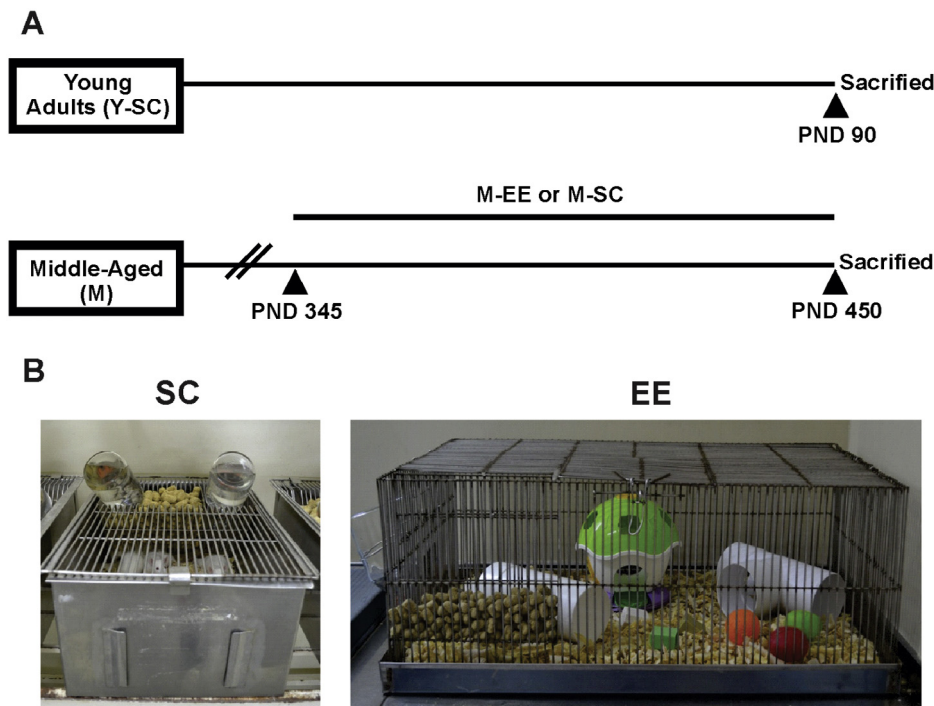 A
Young
Adults (Y-SC)
Sacrified
PND 90
M-EE or M-SC
Middle-Aged
(M)
Sacrified
PND 345
PND 450
B
SC
EE